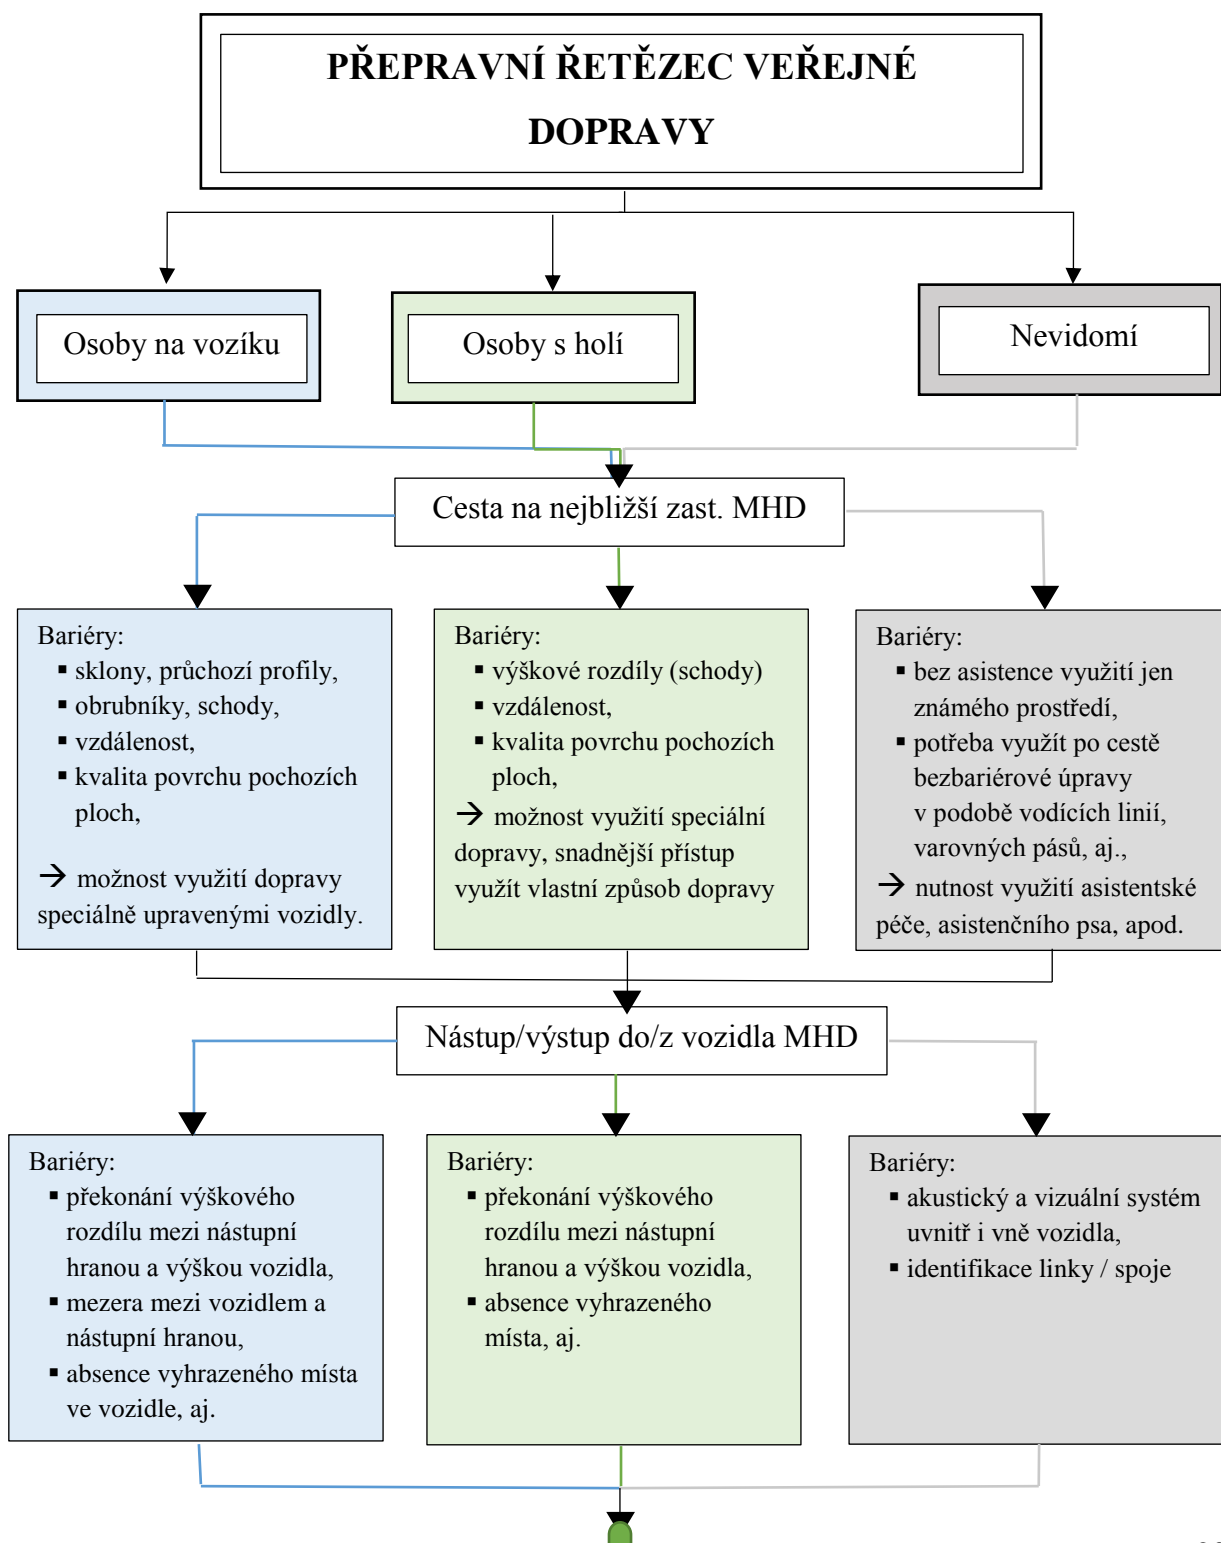 PŘEPRAVNÍ ŘETĚZEC VEŘEJNÉ
DOPRAVY
Osoby na vozíku
Osoby s holí
Nevidomí
Cesta na nejbližší zast. MHD
Bariéry:
▪ sklony, průchozí profily,
▪ obrubníky, schody,
▪ vzdálenost,
▪ kvalita povrchu pochozích
ploch,
→ možnost využití dopravy
speciálně upravenými vozidly.
Bariéry:
▪ výškové rozdíly (schody)
▪ vzdálenost,
▪ kvalita povrchu pochozích
ploch,
→ možnost využití speciální
dopravy, snadnější přístup
využít vlastní způsob dopravy
Bariéry:
▪ bez asistence využití jen
známého prostředí,
▪ potřeba využít po cestě
bezbariérové úpravy
v podobě vodících linií,
varovných pásů, aj.,
→ nutnost využití asistentské
péče, asistenčního psa, apod.
Nástup/výstup do/z vozidla MHD
Bariéry:
▪ překonání výškového
rozdílu mezi nástupní
hranou a výškou vozidla,
▪ mezera mezi vozidlem a
nástupní hranou,
▪ absence vyhrazeného místa
ve vozidle, aj.
Bariéry:
▪ překonání výškového
rozdílu mezi nástupní
hranou a výškou vozidla,
▪ absence vyhrazeného
místa, aj.
Bariéry:
▪ akustický a vizuální systém
uvnitř i vně vozidla,
▪ identifikace linky / spoje